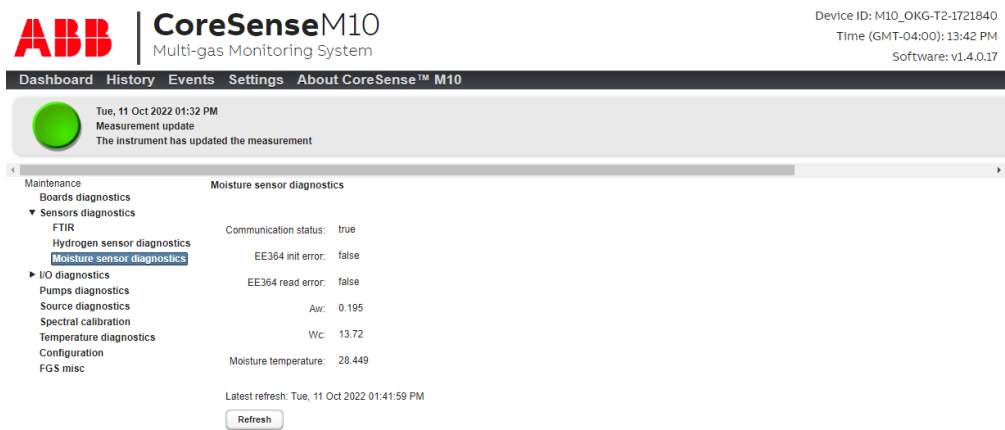 ABB
CoreSenseM10
Multi-gas Monitoring System
Device ID: M10_OKG-T2-1721840
Time (GMT-04:00): 13:42 PM
Software: v1.4.0.17
Dashboard History Events Settings About CoreSense™ M10
Tue, 11 Oct 2022 01:32 PM
Measurement update
The instrument has updated the measurement
Maintenance
Boards diagnostics
Sensors diagnostics
FTIR
Hydrogen sensor diagnostics
Moisture sensor diagnostics
I/O diagnostics
Pumps diagnostics
Source diagnostics
Spectral calibration
Temperature diagnostics
Configuration
FGS misc
Moisture sensor diagnostics
Communication status: true
EE364 init error: false
EE364 read error: false
Aw: 0.195
Wc: 13.72
Moisture temperature: 28.449
Latest refresh: Tue, 11 Oct 2022 01:41:59 PM
Refresh